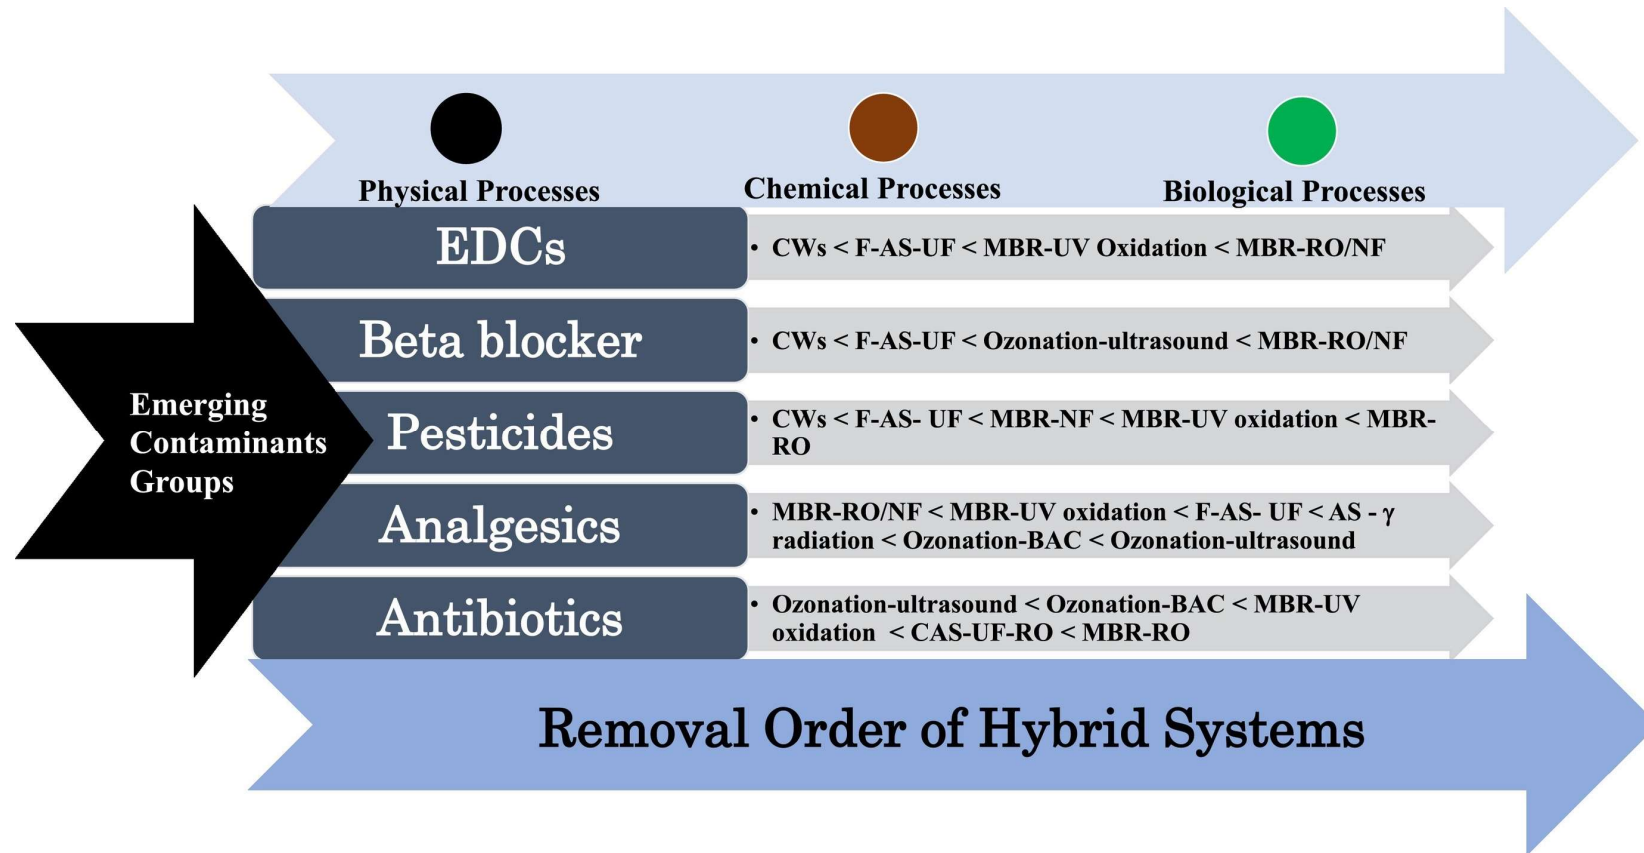 Physical Processes
Chemical Processes
Biological Processes
Emerging
Contaminants
Groups
EDCs
• CWs < F-AS-UF < MBR-UV Oxidation < MBR-RO/NF
Beta blocker
• CWs < F-AS-UF < Ozonation-ultrasound < MBR-RO/NF
Pesticides
• CWs < F-AS- UF < MBR-NF < MBR-UV oxidation < MBR-
RO
Analgesics
• MBR-RO/NF < MBR-UV oxidation < F-AS- UF < AS - γ
radiation < Ozonation-BAC < Ozonation-ultrasound
Antibiotics
• Ozonation-ultrasound < Ozonation-BAC < MBR-UV
oxidation < CAS-UF-RO < MBR-RO
Removal Order of Hybrid Systems